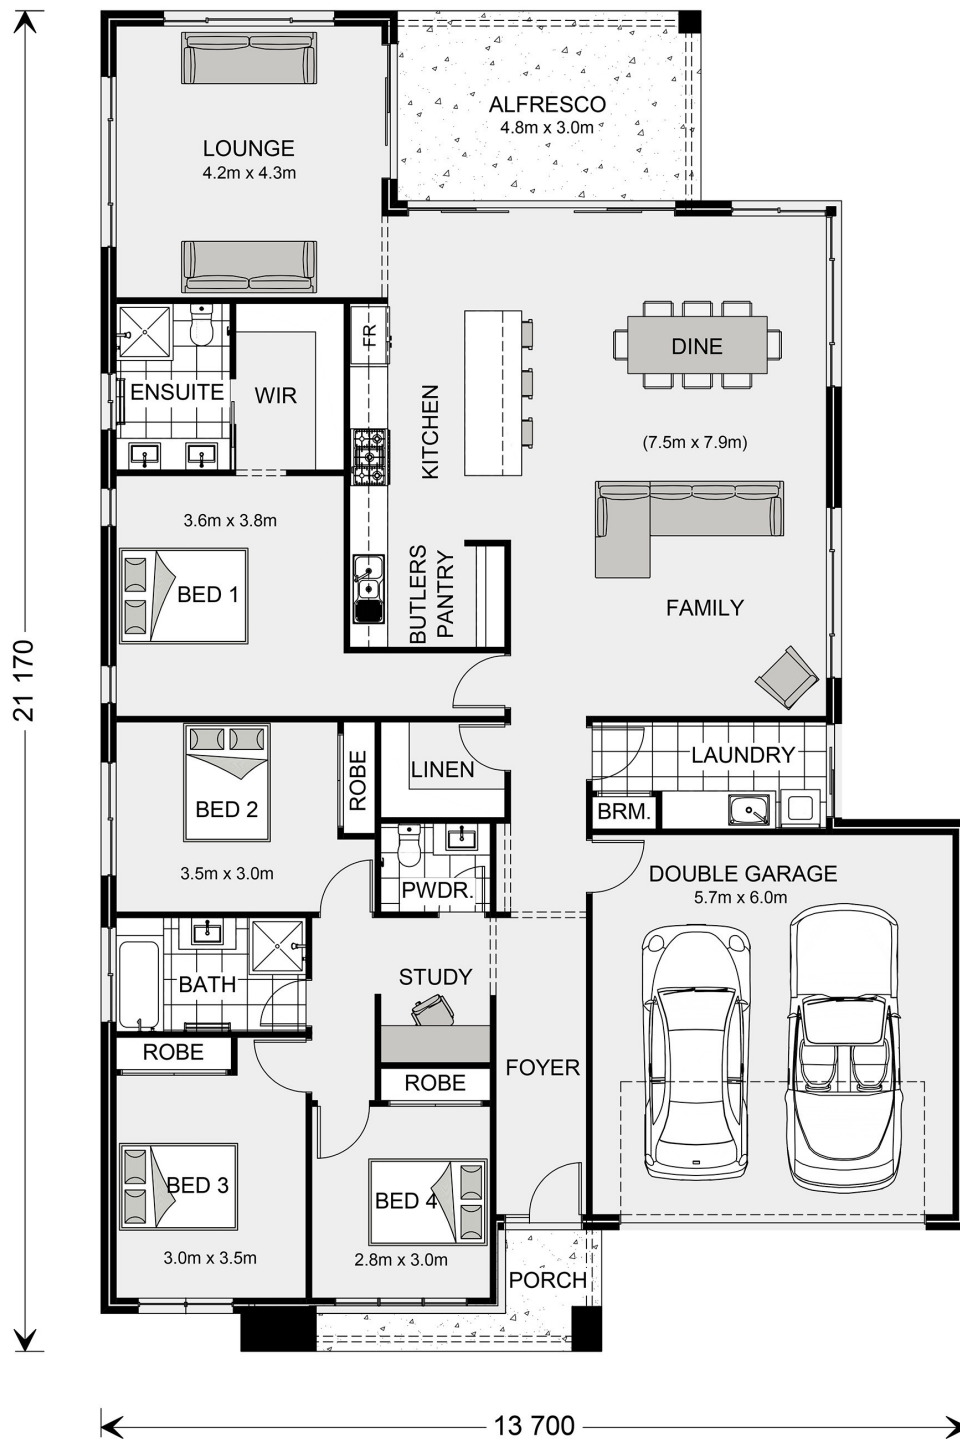 ALFRESCO
4.8m x 3.0m
LOUNGE
4.2m x 4.3m
FR
DINE
ENSUITE
WIR
KITCHEN
(7.5m x 7.9m)
3.6m x 3.8m
BED 1
BUTLERS
PANTRY
FAMILY
21 170
LINEN
LAUNDRY
ROBE
BED 2
BRM.
3.5m x 3.0m
PWDR.
DOUBLE GARAGE
5.7m x 6.0m
BATH
STUDY
ROBE
FOYER
ROBE
BED 3
BED 4
3.0m x 3.5m
2.8m x 3.0m
PORCH
13 700